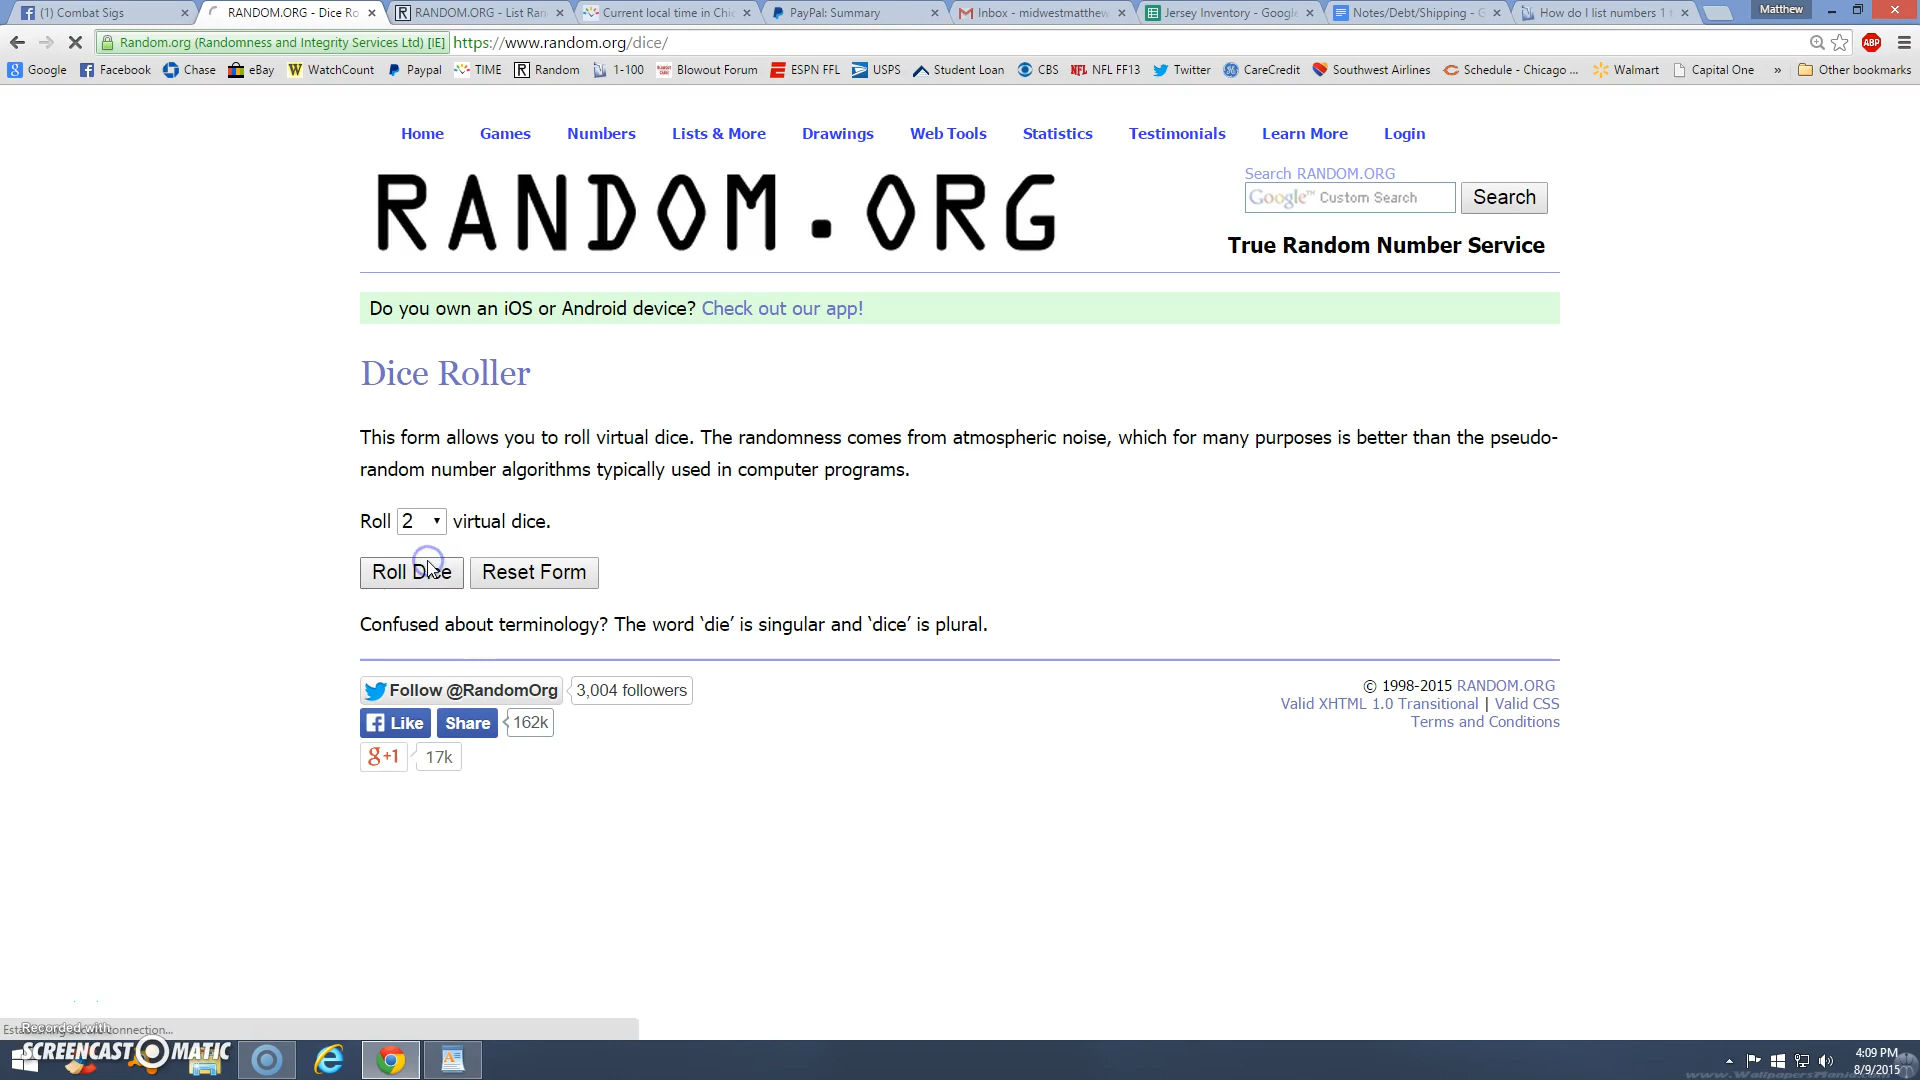 (1) Combat Sigs
RANDOM.ORG - Dice Ro
RANDOM.ORG - List Ran
Current local time in Chic
PayPal: Summary
Inbox - midwestmatthew
Jersey Inventory - Google
Notes/Debt/Shipping - G
How do I list numbers 1 t
Matthew
Random.org (Randomness and Integrity Services Ltd) [IE]
https://www.random.org/dice/
ABP
Google
Facebook
Chase
eBay
WatchCount
Paypal
TIME
Random
1-100
Blowout Forum
ESPN FFL
USPS
Student Loan
CBS
NFL FF13
Twitter
CareCredit
Southwest Airlines
Schedule - Chicago ...
Walmart
Capital One
»
Other bookmarks
Home Games Numbers Lists & More Drawings Web Tools Statistics Testimonials Learn More Login
RANDOM.ORG
Search RANDOM.ORG
Google™ Custom Search
Search
True Random Number Service
Do you own an iOS or Android device? Check out our app!
Dice Roller
This form allows you to roll virtual dice. The randomness comes from atmospheric noise, which for many purposes is better than the pseudo-
random number algorithms typically used in computer programs.
Roll 2 virtual dice.
Roll Dice
Reset Form
Confused about terminology? The word ‘die’ is singular and ‘dice’ is plural.
Follow @RandomOrg
3,004 followers
Like
Share
162k
g+1
17k
© 1998-2015 RANDOM.ORG
Valid XHTML 1.0 Transitional | Valid CSS
Terms and Conditions
Establishing secure connection...
Recorded with
SCREENCAST-O-MATIC
4:09 PM
8/9/2015